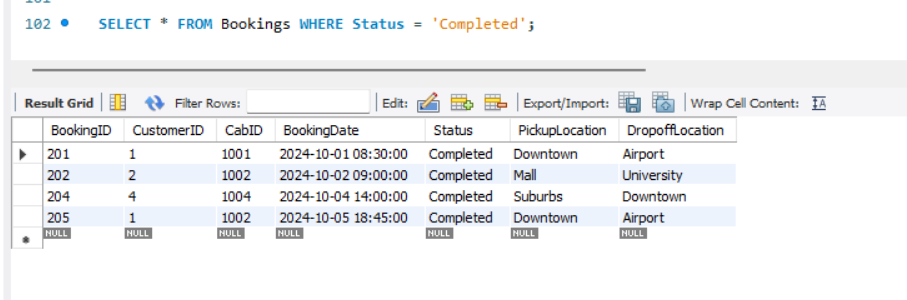 102 SELECT * FROM Bookings WHERE Status = 'Completed';
Result Grid Filter Rows: Edit: Export/Import: Wrap Cell Content: IA
BookingID CustomerID CabID BookingDate Status PickupLocation DropoffLocation
201 1 1001 2024-10-01 08:30:00 Completed Downtown Airport
202 2 1002 2024-10-02 09:00:00 Completed Mall University
204 4 1004 2024-10-04 14:00:00 Completed Suburbs Downtown
205 1 1002 2024-10-05 18:45:00 Completed Downtown Airport
NULL NULL NULL NULL NULL NULL NULL